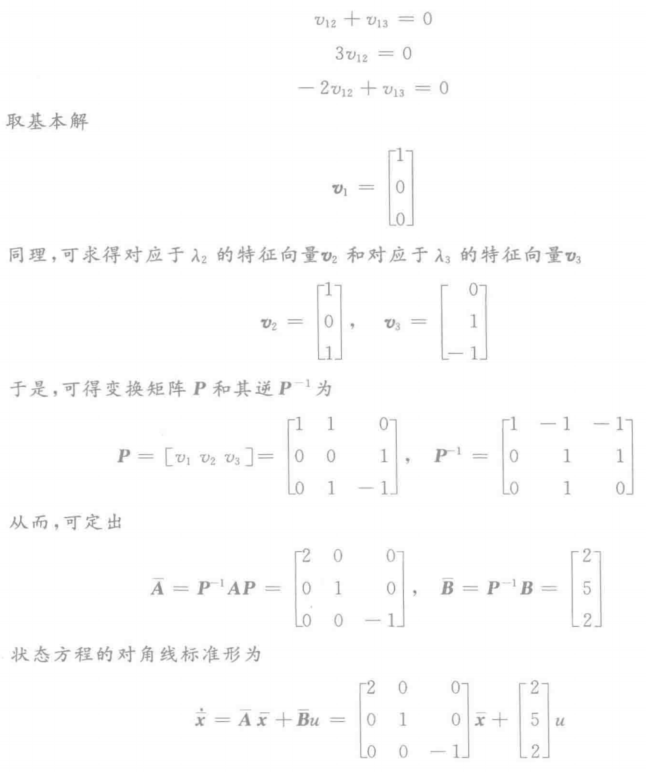 v₁₂ + v₁₃ = 0
3v₁₂ = 0
− 2v₁₂ + v₁₃ = 0
取基本解
v₁ = [1; 0; 0]
同理,可求得对应于 λ₂ 的特征向量v₂ 和对应于 λ₃ 的特征向量v₃
v₂ = [1; 0; 1], v₃ = [0; 1; −1]
于是,可得变换矩阵 P 和其逆 P⁻¹ 为
P = [v₁ v₂ v₃] = [1 1 0; 0 0 1; 0 1 −1], P⁻¹ = [1 −1 −1; 0 1 1; 0 1 0]
从而,可定出
A̅ = P⁻¹AP = [2 0 0; 0 1 0; 0 0 −1], B̅ = P⁻¹B = [2; 5; 2]
状态方程的对角线标准形为
ẋ̅ = A̅ x̅ + B̅u = [2 0 0; 0 1 0; 0 0 −1] x̅ + [2; 5; 2] u